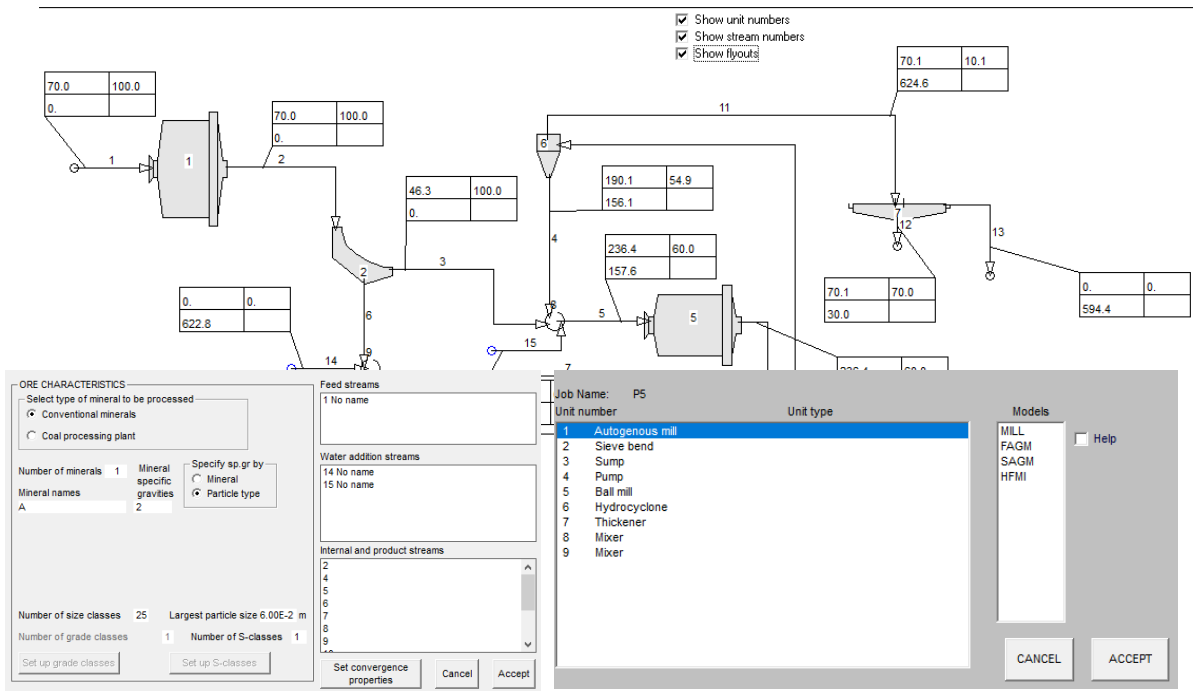 Show unit numbers
Show stream numbers
Show flyouts
70.0 100.0
0.
1
1
70.0 100.0
0.
2
2
46.3 100.0
0.
3
6
0. 0.
622.8
14
9
6
190.1 54.9
156.1
4
236.4 60.0
157.6
5
8
15
7
5
11
70.1 10.1
624.6
7
12
13
70.1 70.0
30.0
0. 0.
594.4
ORE CHARACTERISTICS
Select type of mineral to be processed
Conventional minerals
Coal processing plant
Number of minerals 1
Mineral specific gravities
Specify sp.gr by
Mineral
Particle type
Mineral names
A 2
Number of size classes 25 Largest particle size 6.00E-2 m
Number of grade classes 1 Number of S-classes 1
Set up grade classes Set up S-classes
Feed streams
1 No name
Water addition streams
14 No name
15 No name
Internal and product streams
2
4
5
6
7
8
9
Set convergence properties Cancel Accept
Job Name: P5
Unit number Unit type Models
1 Autogenous mill
2 Sieve bend
3 Sump
4 Pump
5 Ball mill
6 Hydrocyclone
7 Thickener
8 Mixer
9 Mixer
MILL
FAGM
SAGM
HFMI
Help
CANCEL ACCEPT